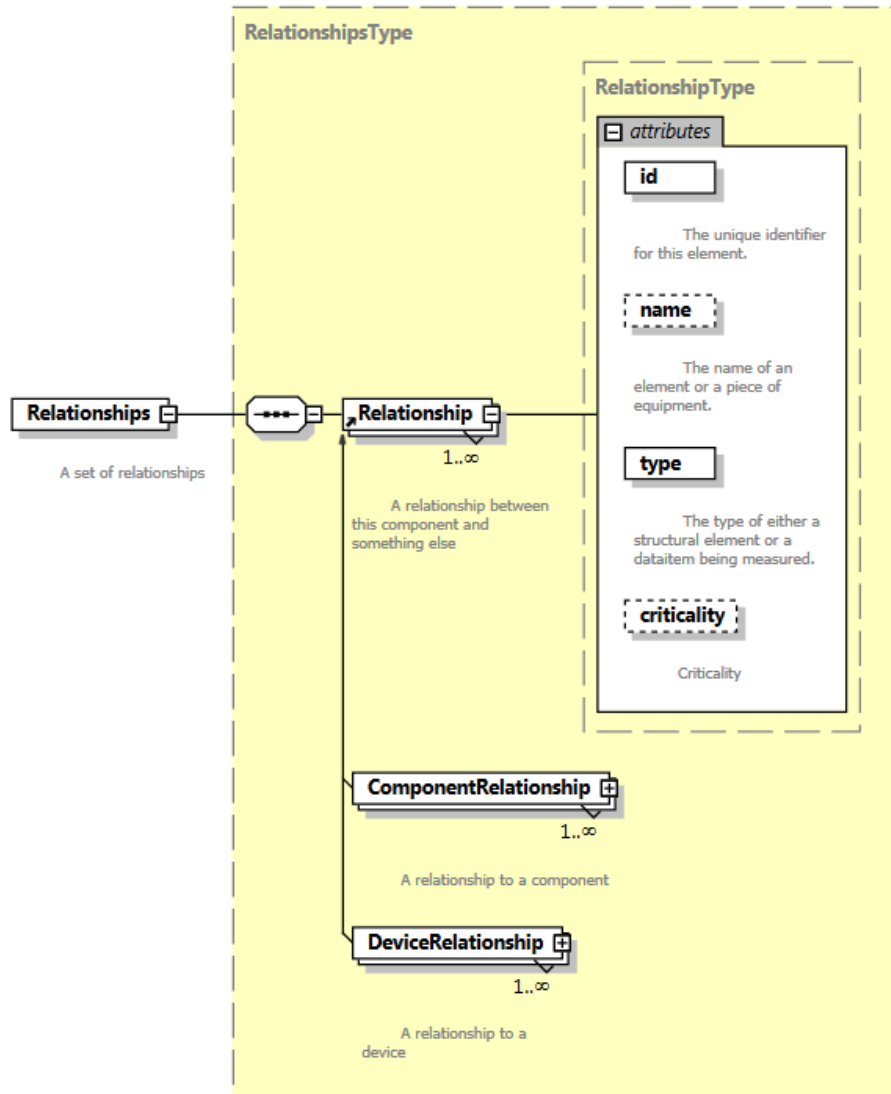 RelationshipsType
RelationshipType
attributes
id
The unique identifier
for this element.
name
The name of an
element or a piece of
equipment.
Relationships
A set of relationships
Relationship
1..∞
A relationship between
this component and
something else
type
The type of either a
structural element or a
dataitem being measured.
criticality
Criticality
ComponentRelationship
1..∞
A relationship to a component
DeviceRelationship
1..∞
A relationship to a
device